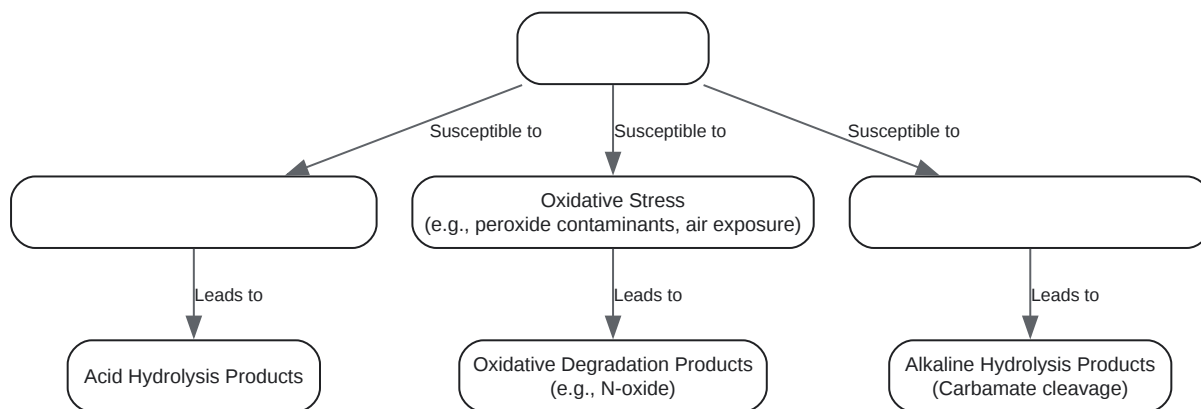 Susceptible to
Susceptible to
Susceptible to
Oxidative Stress
(e.g., peroxide contaminants, air exposure)
Leads to
Leads to
Leads to
Acid Hydrolysis Products
Oxidative Degradation Products
(e.g., N-oxide)
Alkaline Hydrolysis Products
(Carbamate cleavage)